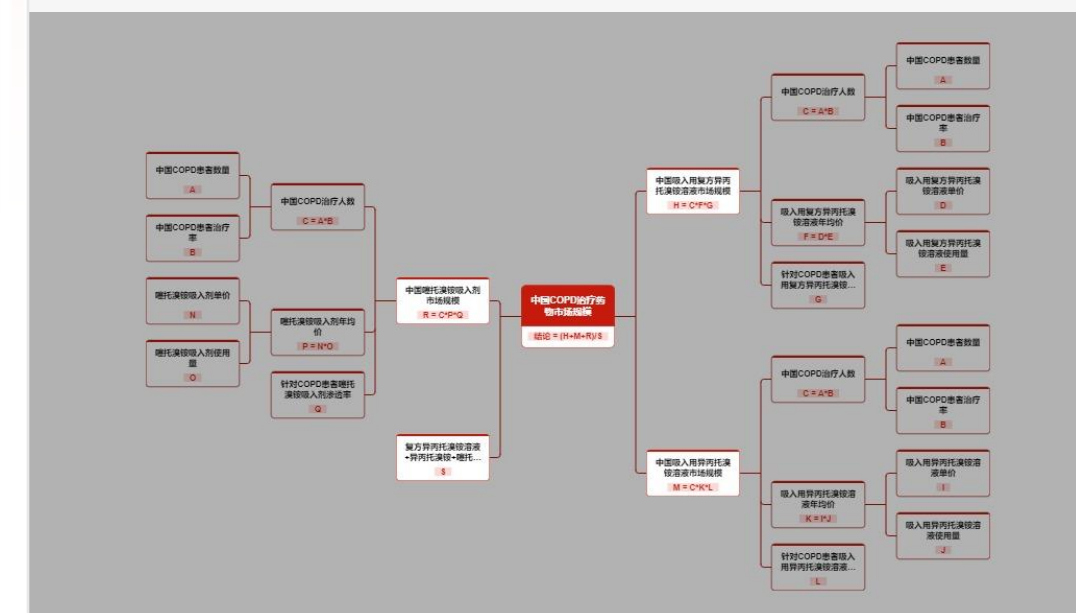 中国COPD患者数量
A
中国COPD患者治疗
率
B
中国COPD治疗人数
C = A*B
噻托溴铵吸入剂单价
N
噻托溴铵吸入剂使用
量
O
噻托溴铵吸入剂年均
价
P = N*O
针对COPD患者噻托
溴铵吸入剂渗透率
Q
中国噻托溴铵吸入剂
市场规模
R = C*P*Q
复方异丙托溴铵溶液
+异丙托溴铵+噻托...
S
中国COPD治疗药
物市场规模
结论 = (H+M+R)/S
中国吸入用复方异丙
托溴铵溶液市场规模
H = C*F*G
中国COPD治疗人数
C = A*B
中国COPD患者数量
A
中国COPD患者治疗
率
B
吸入用复方异丙托溴
铵溶液年均价
F = D*E
吸入用复方异丙托溴
铵溶液单价
D
吸入用复方异丙托溴
铵溶液使用量
E
针对COPD患者吸入
用复方异丙托溴铵...
G
中国吸入用异丙托溴
铵溶液市场规模
M = C*K*L
中国COPD治疗人数
C = A*B
中国COPD患者数量
A
中国COPD患者治疗
率
B
吸入用异丙托溴铵溶
液年均价
K = I*J
吸入用异丙托溴铵溶
液单价
I
吸入用异丙托溴铵溶
液使用量
J
针对COPD患者吸入
用异丙托溴铵溶液...
L